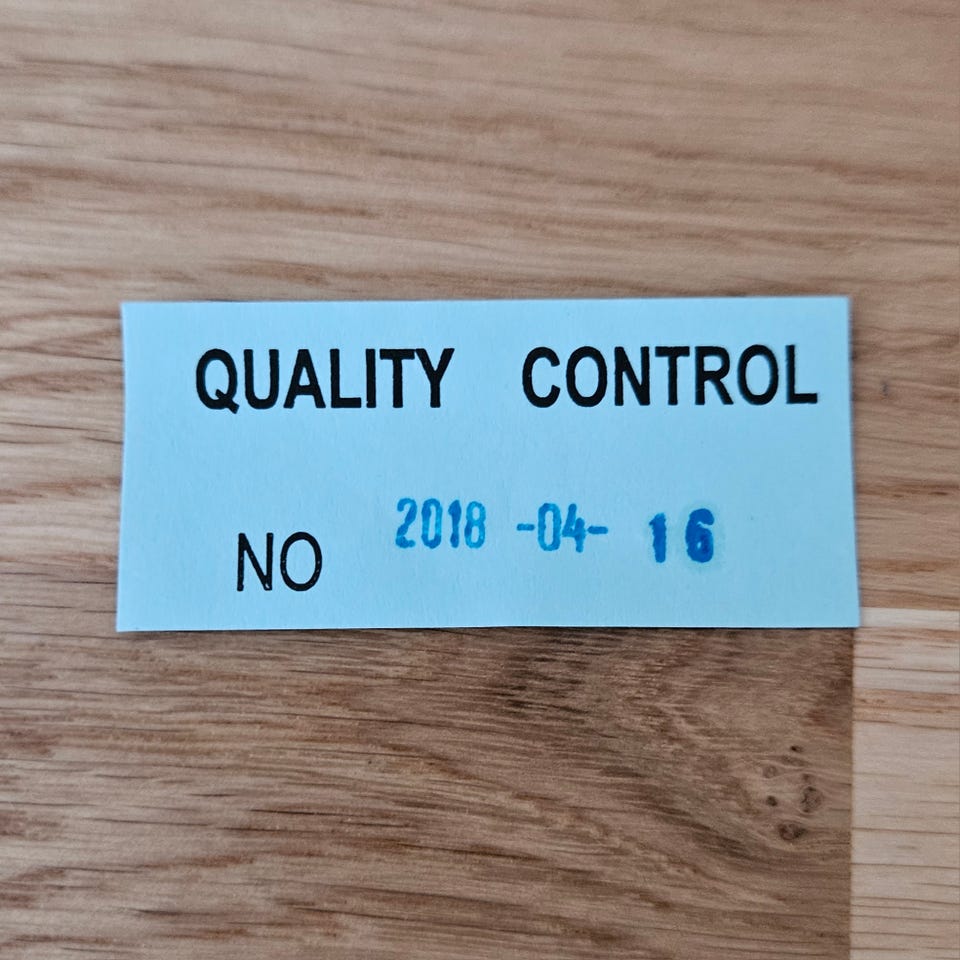 QUALITY CONTROL
NO 2018 -04- 16